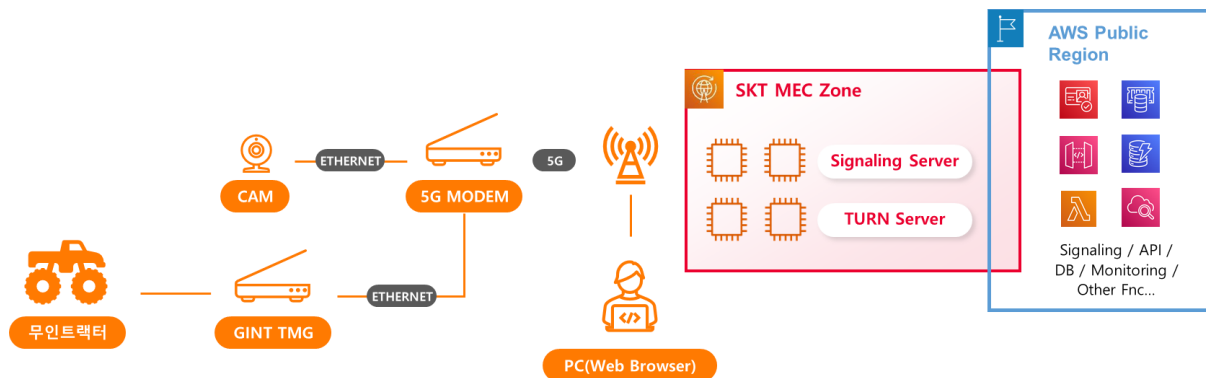 AWS Public
Region
SKT MEC Zone
ETHERNET
5G
Signaling Server
CAM
5G MODEM
TURN Server
Signaling / API /
DB / Monitoring /
Other Fnc...
ETHERNET
무인트랙터
GINT TMG
PC(Web Browser)